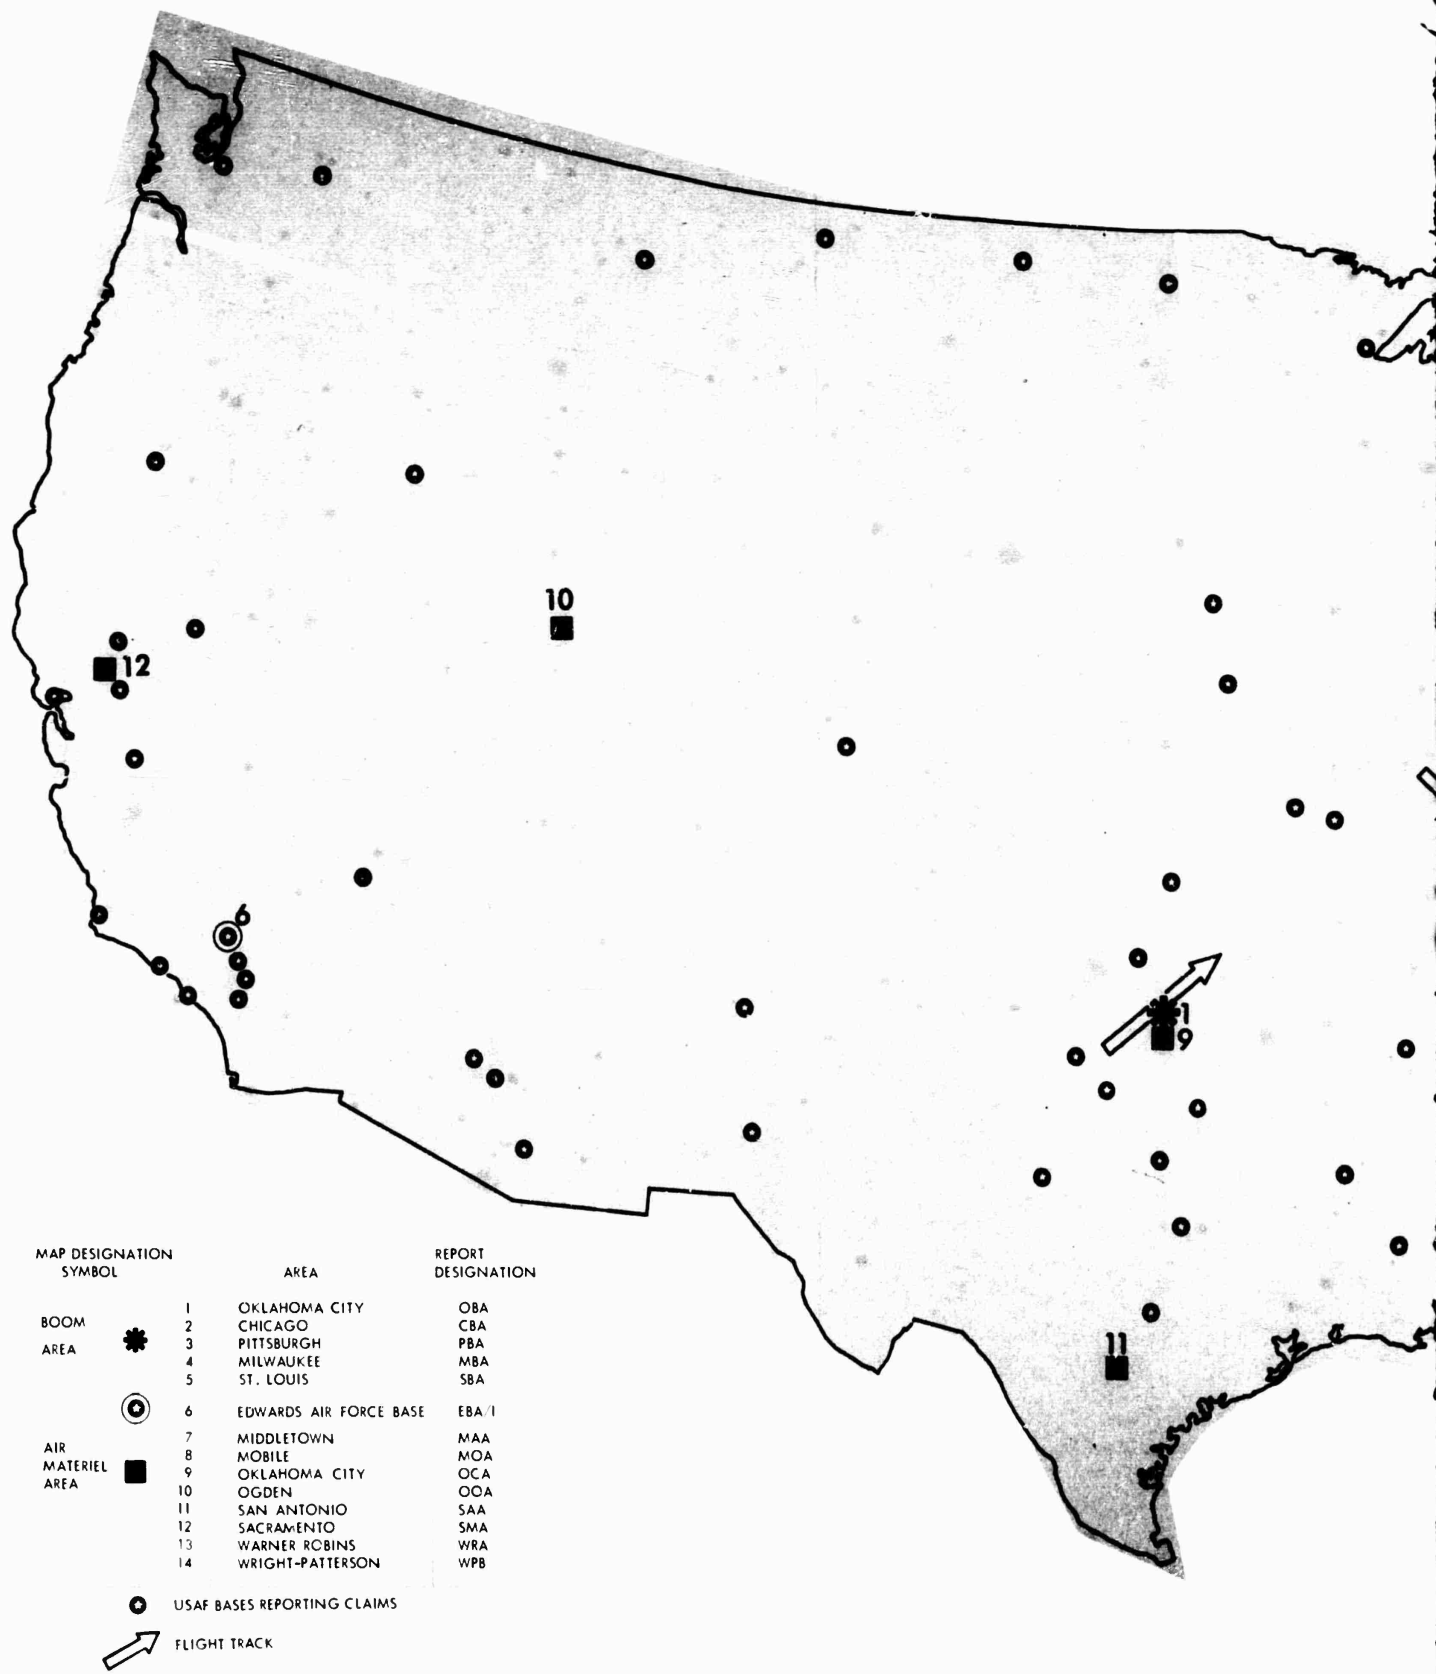 10
12
6
1
9
11
MAP DESIGNATION SYMBOL AREA REPORT DESIGNATION
BOOM AREA
1 OKLAHOMA CITY OBA
2 CHICAGO CBA
3 PITTSBURGH PBA
4 MILWAUKEE MBA
5 ST. LOUIS SBA
6 EDWARDS AIR FORCE BASE EBA/1
AIR MATERIEL AREA
7 MIDDLETOWN MAA
8 MOBILE MOA
9 OKLAHOMA CITY OCA
10 OGDEN OOA
11 SAN ANTONIO SAA
12 SACRAMENTO SMA
13 WARNER ROBINS WRA
14 WRIGHT-PATTERSON WPB
USAF BASES REPORTING CLAIMS
FLIGHT TRACK